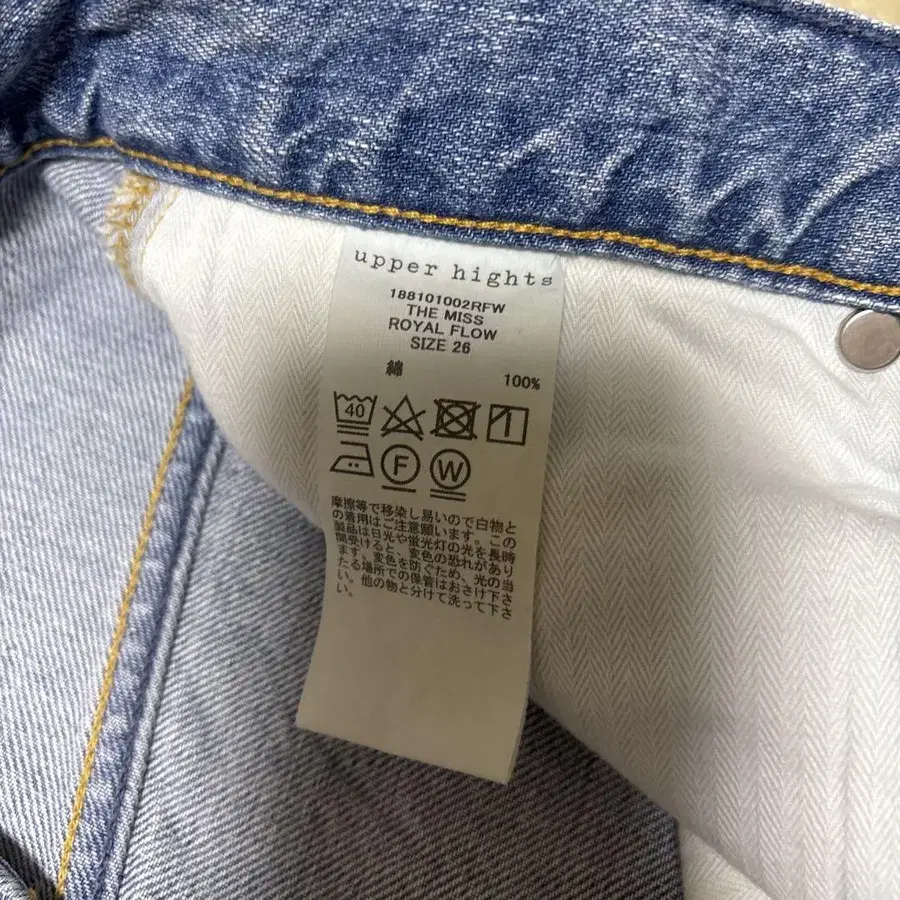 upper hights
188101002RFW
THE MISS
ROYAL FLOW
SIZE 26
綿 100%
40
F W
摩擦等で移染し易いので白物と
の着用はご注意願います。この
製品は日光や蛍光灯の光を長時
間受けると、変色の恐れがあり
ます。変色を防ぐため、光の当
たる場所での保管はおさけ下さ
い。他の物と分けて洗って下さ
い。